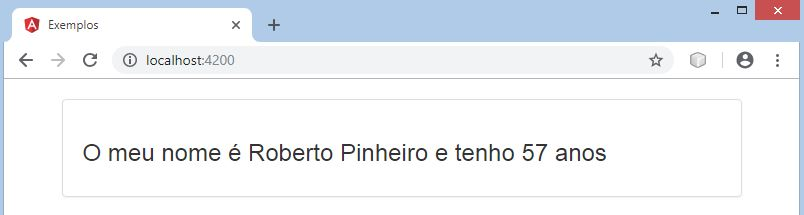 Exemplos
localhost:4200
O meu nome é Roberto Pinheiro e tenho 57 anos